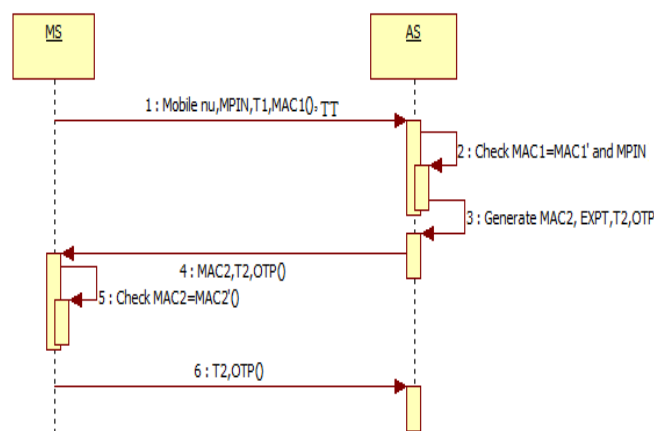 MS
AS
1 : Mobile nu,MPIN,T1,MAC1(), TT
2 : Check MAC1=MAC1' and MPIN
3 : Generate MAC2, EXPT,T2,OTP
4 : MAC2,T2,OTP()
5 : Check MAC2=MAC2'()
6 : T2,OTP()